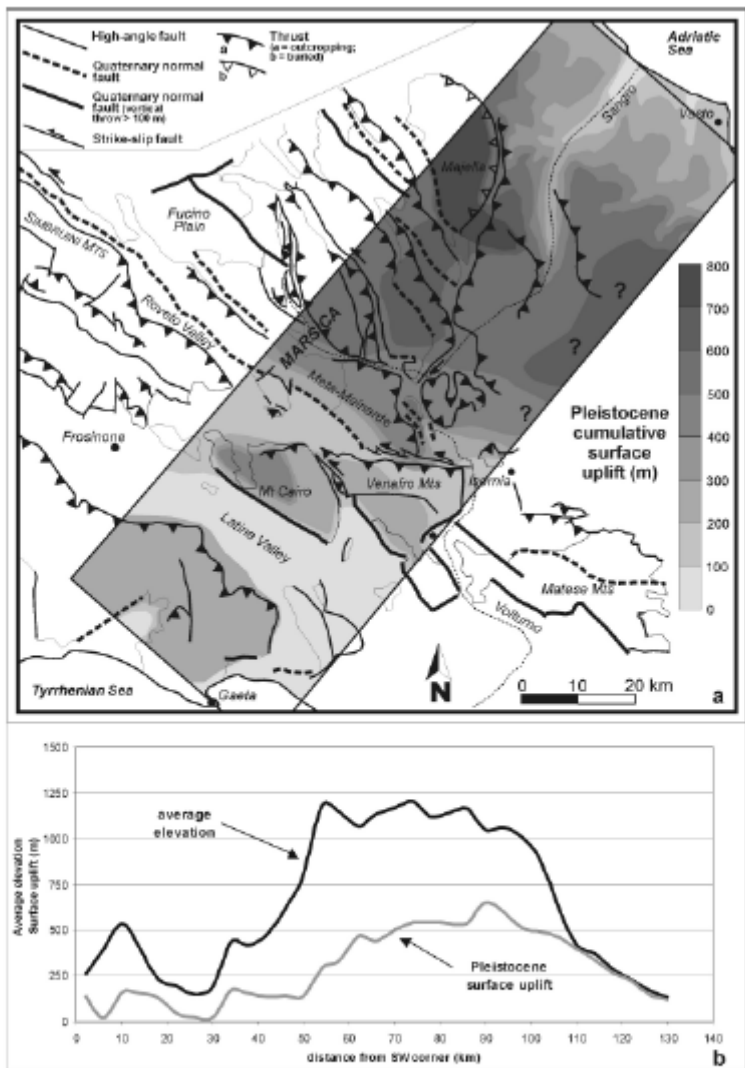 High-angle fault
Quaternary normal
fault
Quaternary normal
fault (vertical
throw > 100 m)
Strike-slip fault
a
b
Thrust
(a = outcropping;
b = buried)
Adriatic
Sea
Vasto
Sangro
Majella
Fucino
Plain
SIMBRUINI MTS
Roveto Valley
MARSICA
Meta-Mainarde
Frosinone
Mt Cairo
Venafro Mts
Isernia
Latina Valley
Matese Mts
Volturno
?
?
?
Pleistocene
cumulative
surface
uplift (m)
800
700
600
500
400
300
200
100
0
Tyrrhenian Sea
Gaeta
N
0 10 20 km
a
1500
1250
1000
750
500
250
0
Average elevation
Surface uplift (m)
average
elevation
Pleistocene
surface uplift
0 10 20 30 40 50 60 70 80 90 100 110 120 130 140
distance from SW corner (km)
b